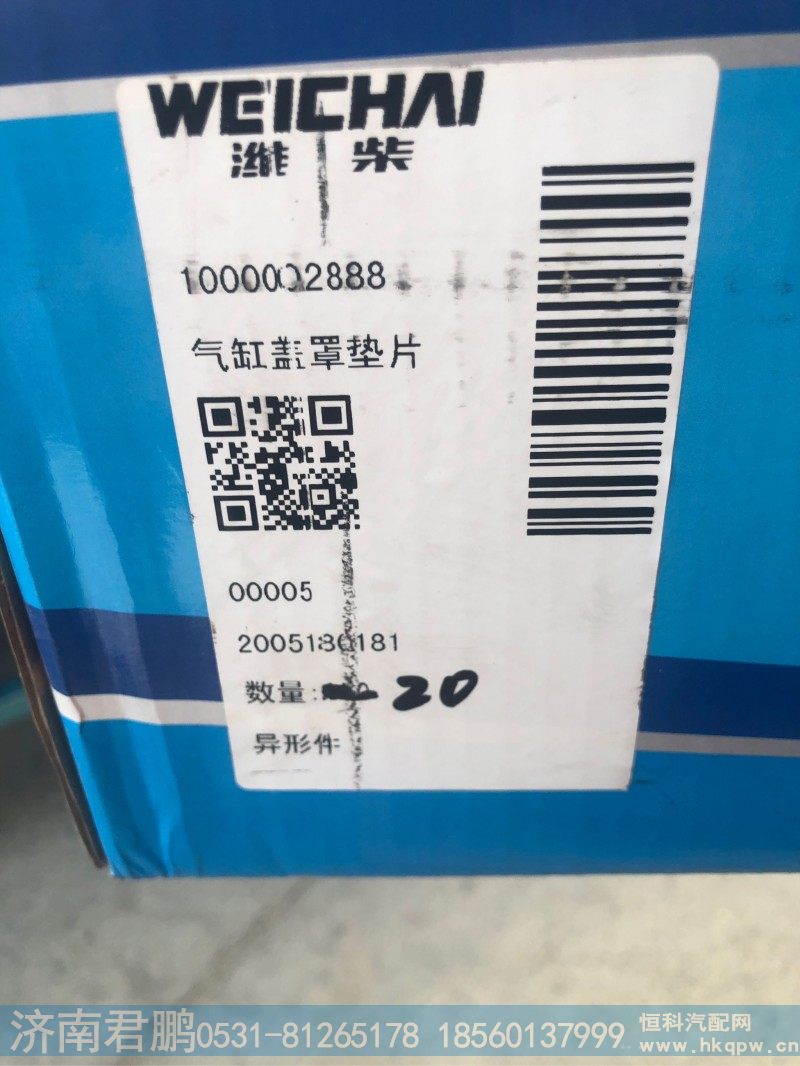 WEICHAI
潍柴
1000002888
气缸盖罩垫片
00005
2005180181
数量: 20
异形件
济南君鹏0531-81265178 18560137999
恒科汽配网
www.hkqpw.cn